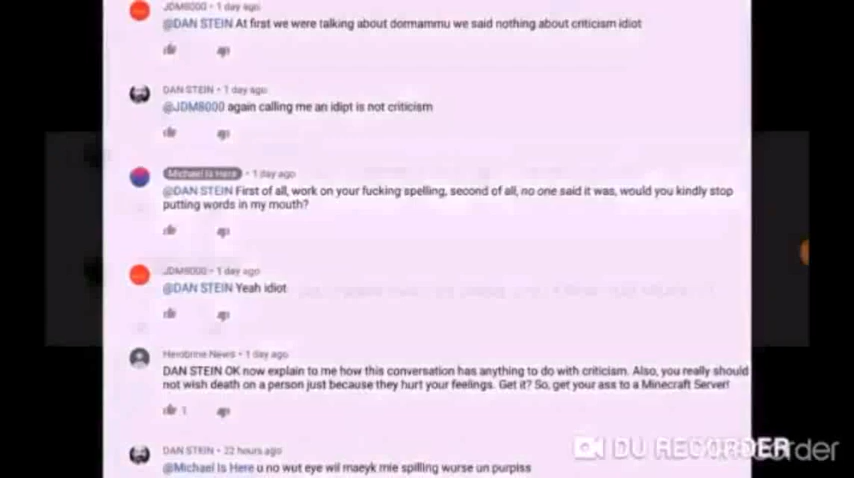 JDM8000 • 1 day ago
@DAN STEIN At first we were talking about dormammu we said nothing about criticism idiot
DAN STEIN • 1 day ago
@JDM8000 again calling me an idipt is not criticism
Michael Is Here • 1 day ago
@DAN STEIN First of all, work on your fucking spelling, second of all, no one said it was, would you kindly stop
putting words in my mouth?
JDM8000 • 1 day ago
@DAN STEIN Yeah idiot
Herobrine News • 1 day ago
DAN STEIN OK now explain to me how this conversation has anything to do with criticism. Also, you really should
not wish death on a person just because they hurt your feelings. Get it? So, get your ass to a Minecraft Server!
1
DAN STEIN • 22 hours ago
@Michael Is Here u no wut eye wil maeyk mie spilling wurse un purpiss
DU RECORDER